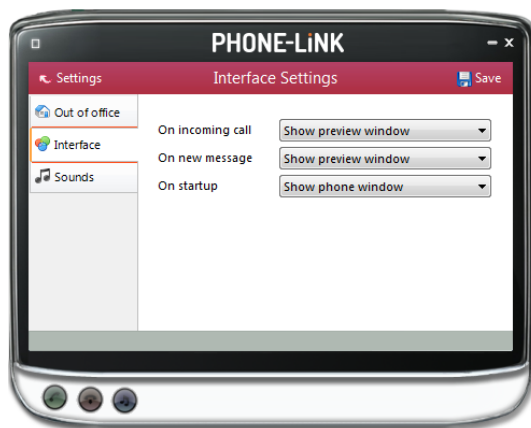 PHONE-LiNK
Settings
Interface Settings
Save
Out of office
Interface
Sounds
On incoming call Show preview window
On new message Show preview window
On startup Show phone window